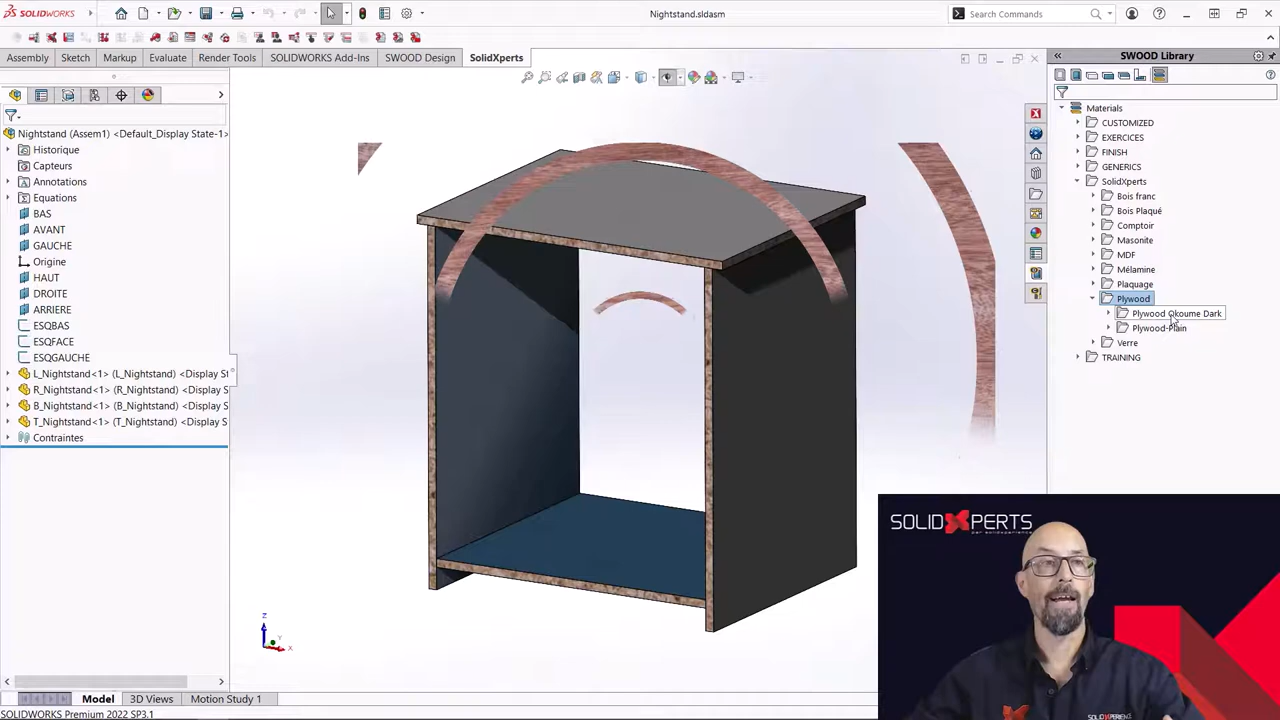 SOLIDWORKS
Nightstand.sldasm
Search Commands
Assembly
Sketch
Markup
Evaluate
Render Tools
SOLIDWORKS Add-Ins
SWOOD Design
SolidXperts
Nightstand (Assem1) <Default_Display State-1>
Historique
Capteurs
Annotations
Equations
BAS
AVANT
GAUCHE
Origine
HAUT
DROITE
ARRIERE
ESQBAS
ESQFACE
ESQGAUCHE
L_Nightstand<1> (L_Nightstand) <Display St
R_Nightstand<1> (R_Nightstand) <Display S
B_Nightstand<1> (B_Nightstand) <Display S
T_Nightstand<1> (T_Nightstand) <Display S
Contraintes
Z
Y
X
Model
3D Views
Motion Study 1
SOLIDWORKS Premium 2022 SP3.1
SWOOD Library
Materials
CUSTOMIZED
EXERCICES
FINISH
GENERICS
SolidXperts
Bois franc
Bois Plaqué
Comptoir
Masonite
MDF
Mélamine
Plaquage
Plywood
Plywood Okoume Dark
Plywood-Plain
Verre
TRAINING
SOLIDXPERTS
par solidxperience